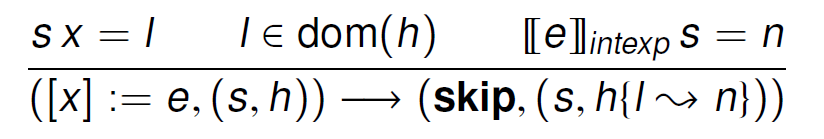 s x = l l ∈ dom(h) ⟦e⟧intexp s = n
([x] := e, (s, h)) ⟶ (skip, (s, h{l ⇝ n}))